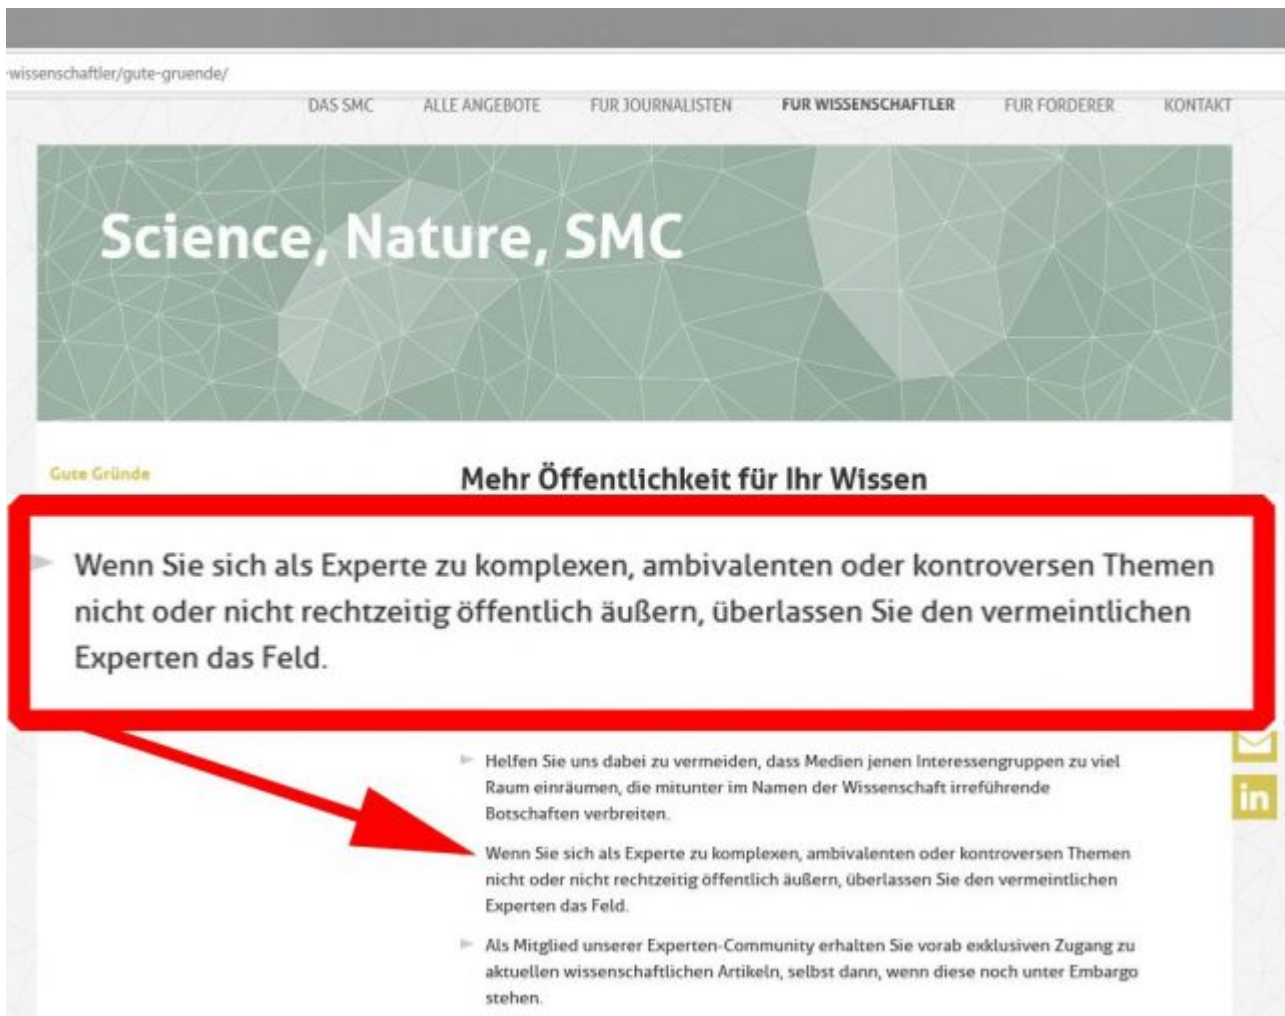 -wissenschaftler/gute-gruende/
DAS SMC ALLE ANGEBOTE FÜR JOURNALISTEN FÜR WISSENSCHAFTLER FÜR FÖRDERER KONTAKT
Science, Nature, SMC
Gute Gründe
Mehr Öffentlichkeit für Ihr Wissen
Wenn Sie sich als Experte zu komplexen, ambivalenten oder kontroversen Themen
nicht oder nicht rechtzeitig öffentlich äußern, überlassen Sie den vermeintlichen
Experten das Feld.
Helfen Sie uns dabei zu vermeiden, dass Medien jenen Interessengruppen zu viel
Raum einräumen, die mitunter im Namen der Wissenschaft irreführende
Botschaften verbreiten.
Wenn Sie sich als Experte zu komplexen, ambivalenten oder kontroversen Themen
nicht oder nicht rechtzeitig öffentlich äußern, überlassen Sie den vermeintlichen
Experten das Feld.
Als Mitglied unserer Experten-Community erhalten Sie vorab exklusiven Zugang zu
aktuellen wissenschaftlichen Artikeln, selbst dann, wenn diese noch unter Embargo
stehen.
in